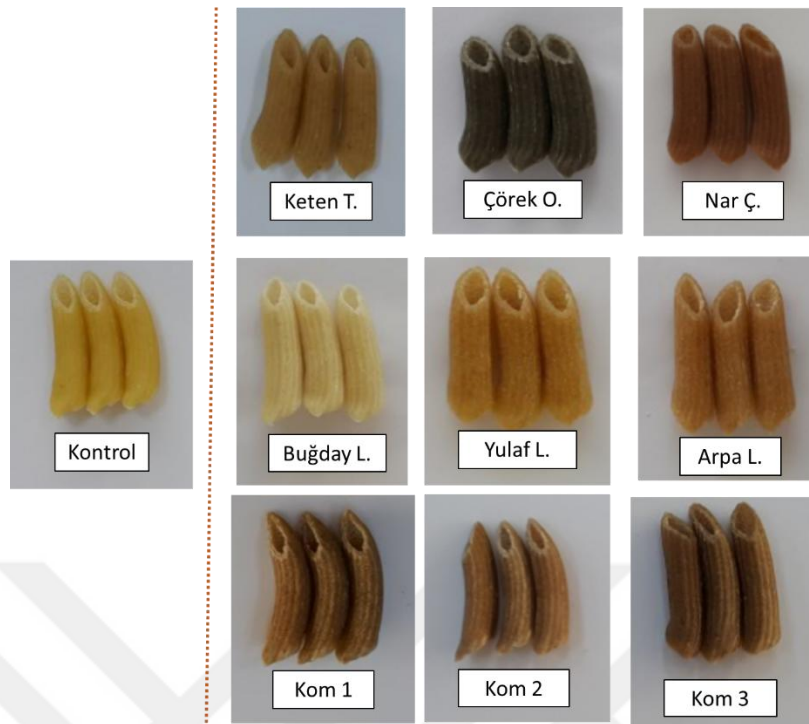 Keten T.
Çörek O.
Nar Ç.
Kontrol
Buğday L.
Yulaf L.
Arpa L.
Kom 1
Kom 2
Kom 3